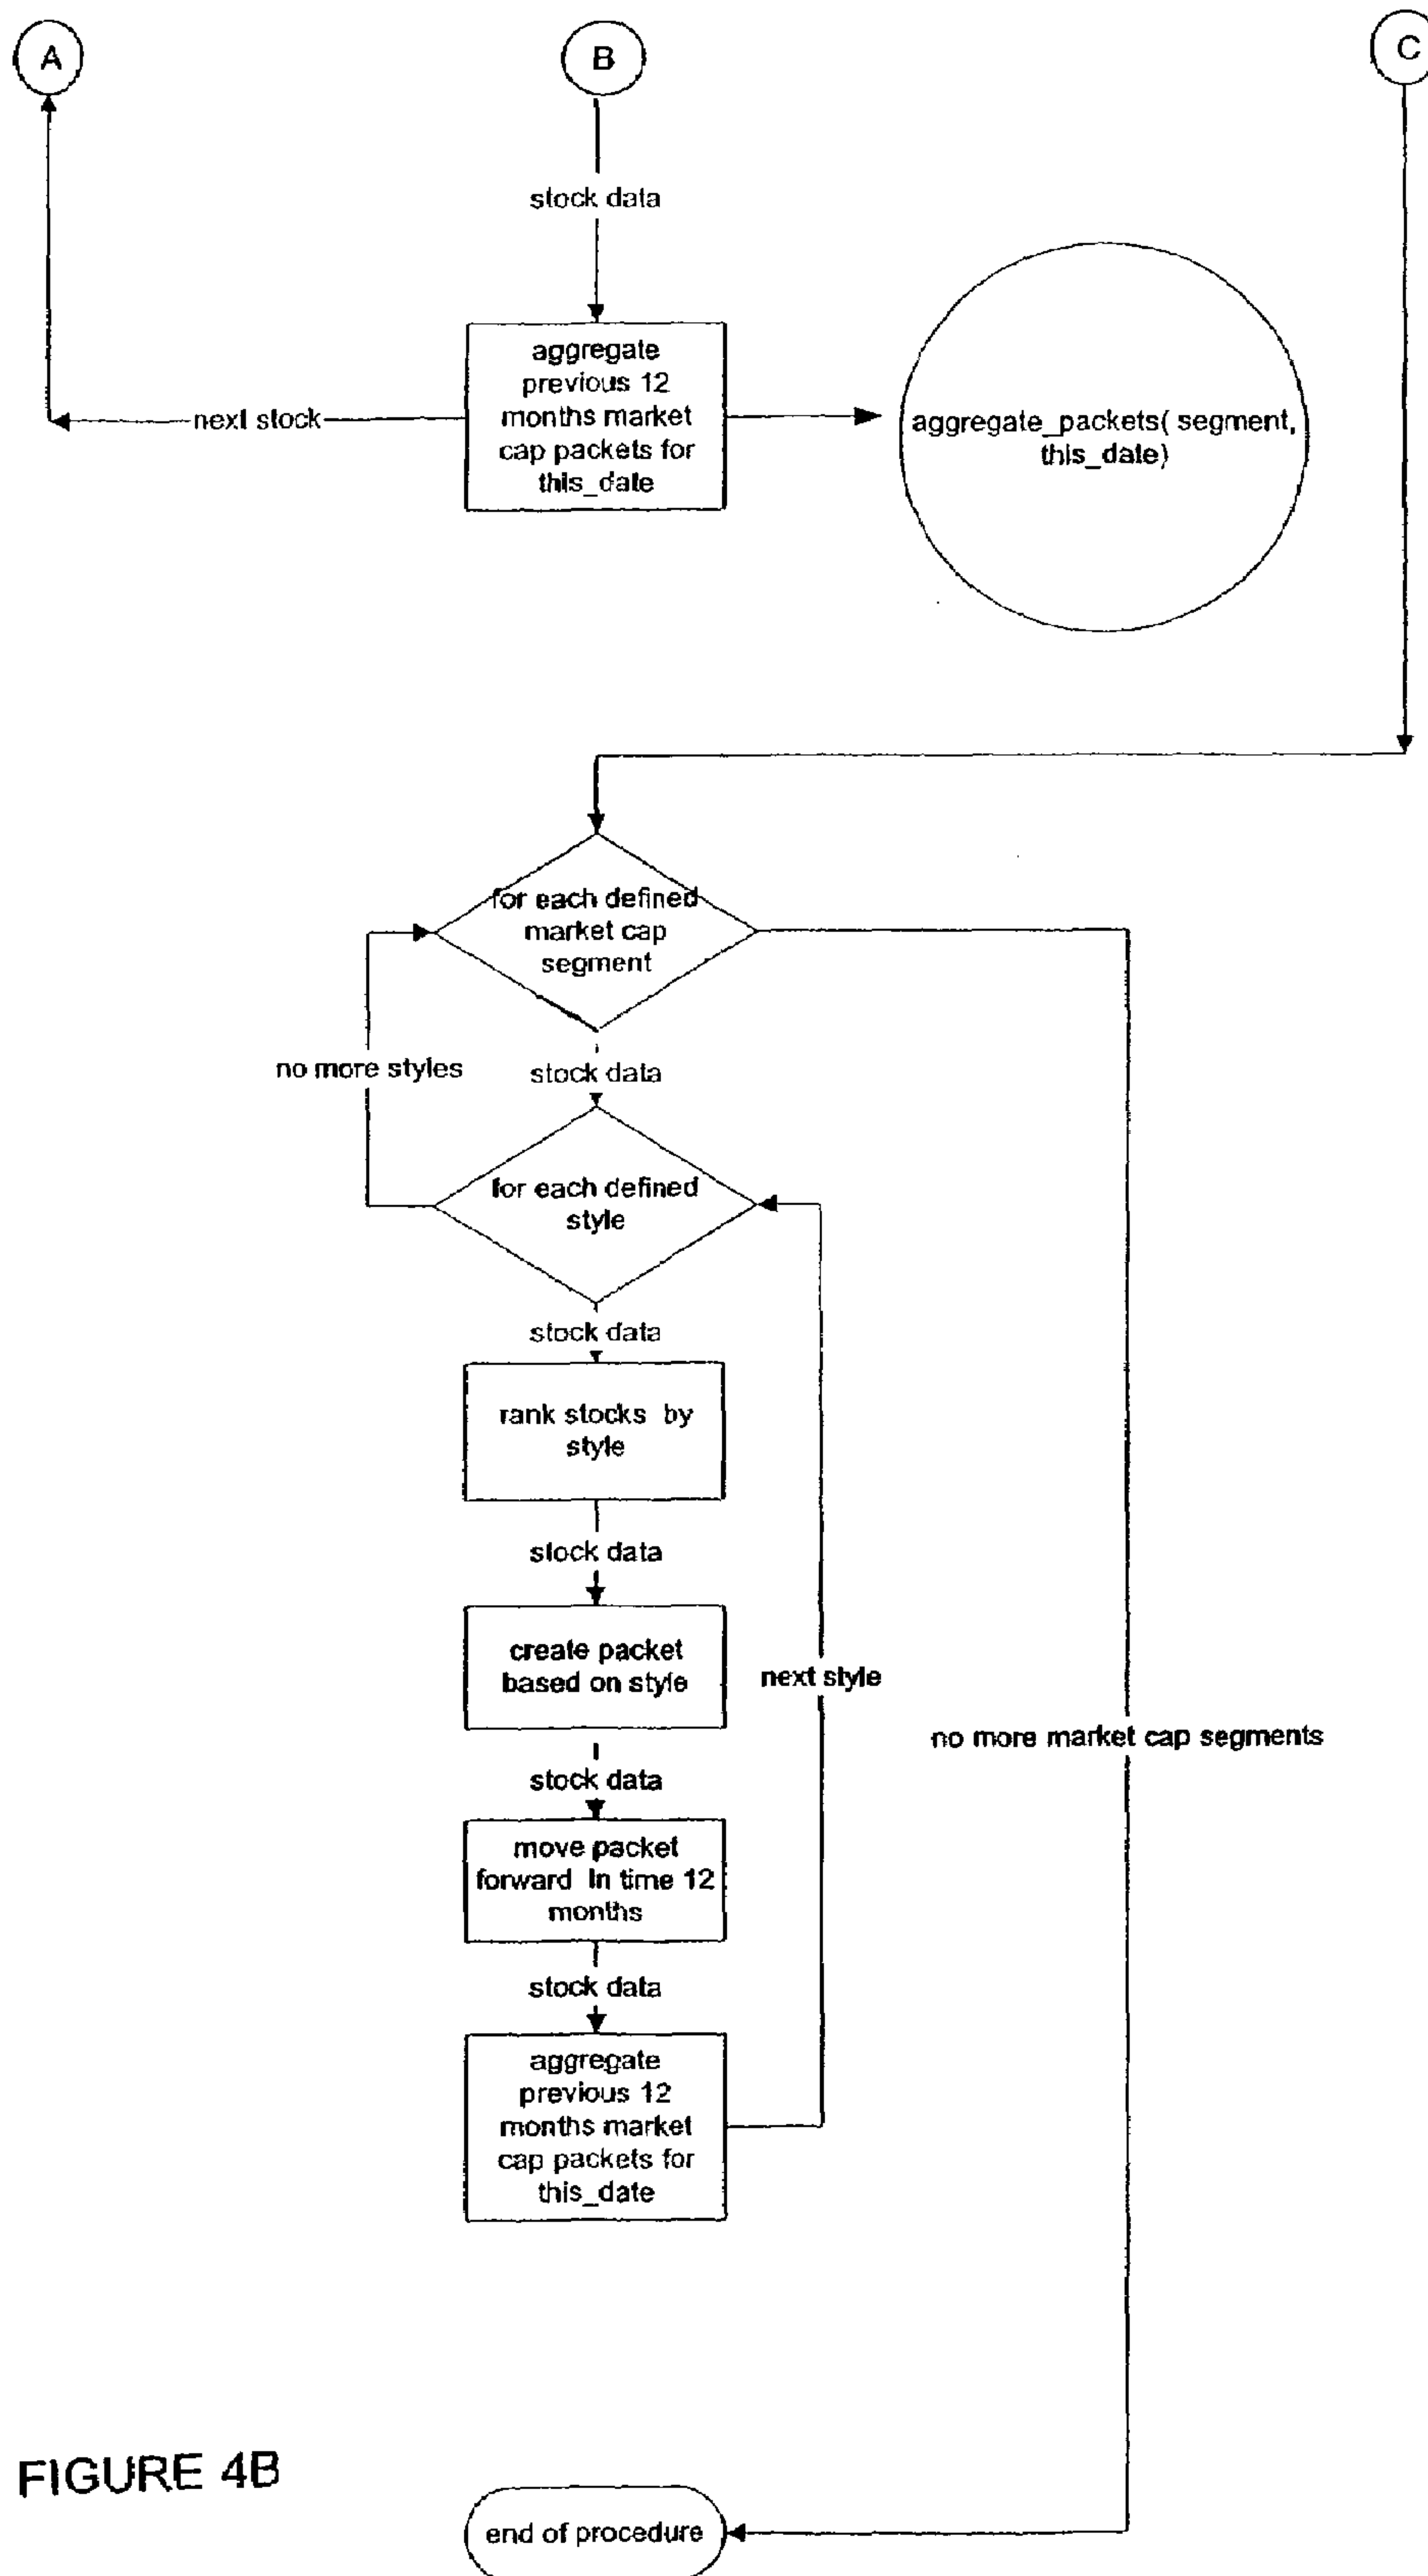 A
B
C
stock data
aggregate
previous 12
months market
cap packets for
this_date
next stock
aggregate_packets( segment,
this_date)
for each defined
market cap
segment
no more styles
stock data
for each defined
style
stock data
rank stocks by
style
stock data
create packet
based on style
next style
no more market cap segments
stock data
move packet
forward In time 12
months
stock data
aggregate
previous 12
months market
cap packets for
this_date
FIGURE 4B
end of procedure